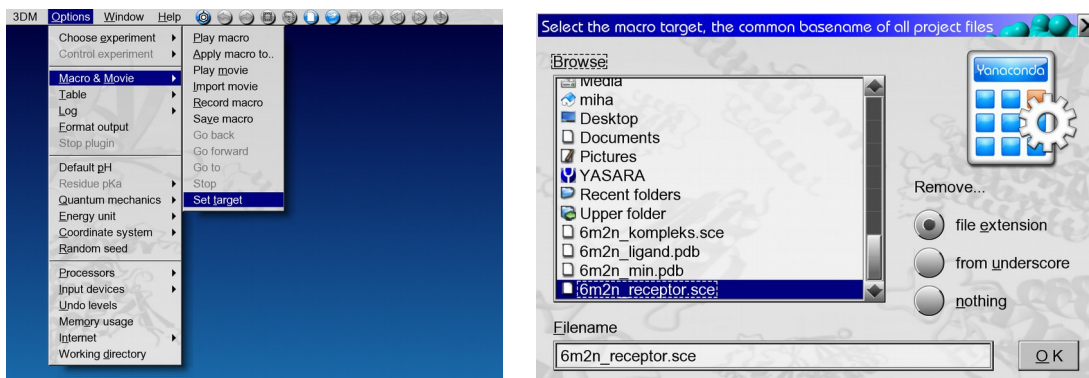 3DM Options Window Help
Choose experiment
Control experiment
Macro & Movie
Table
Log
Format output
Stop plugin
Default pH
Residue pKa
Quantum mechanics
Energy unit
Coordinate system
Random seed
Processors
Input devices
Undo levels
Memory usage
Internet
Working directory
Play macro
Apply macro to..
Play movie
Import movie
Record macro
Save macro
Go back
Go forward
Go to
Stop
Set target
Select the macro target, the common basename of all project files
Browse
Media
miha
Desktop
Documents
Pictures
YASARA
Recent folders
Upper folder
6m2n_kompleks.sce
6m2n_ligand.pdb
6m2n_min.pdb
6m2n_receptor.sce
Filename
6m2n_receptor.sce
Yanaconda
Remove...
file extension
from underscore
nothing
OK